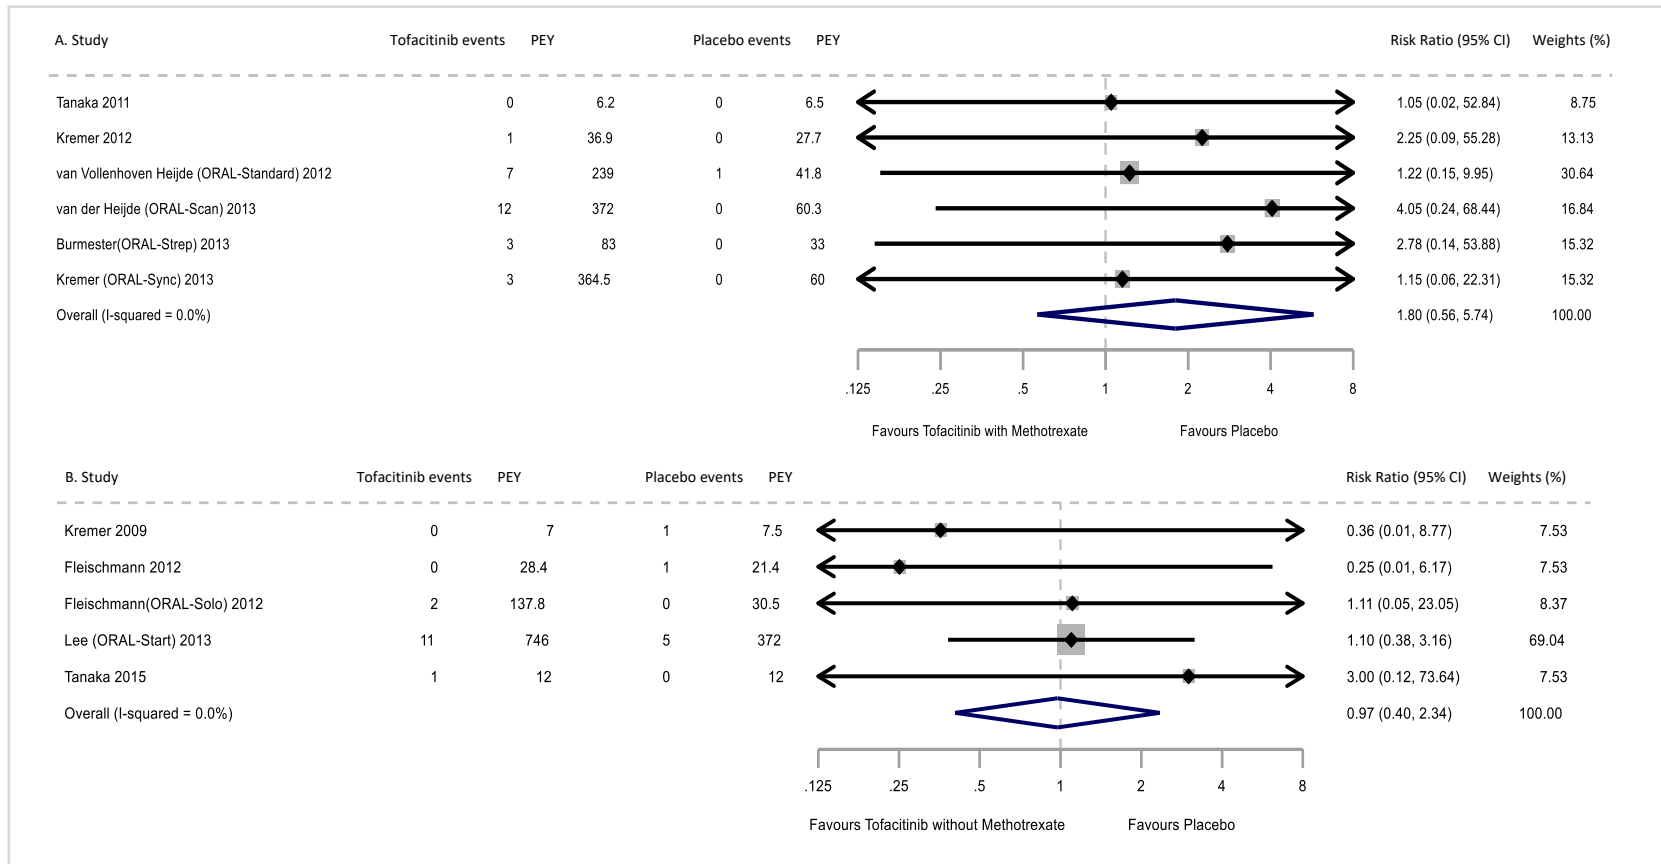 A. Study Tofacitinib events PEY Placebo events PEY Risk Ratio (95% CI) Weights (%)
Tanaka 2011 0 6.2 0 6.5 1.05 (0.02, 52.84) 8.75
Kremer 2012 1 36.9 0 27.7 2.25 (0.09, 55.28) 13.13
van Vollenhoven Heijde (ORAL-Standard) 2012 7 239 1 41.8 1.22 (0.15, 9.95) 30.64
van der Heijde (ORAL-Scan) 2013 12 372 0 60.3 4.05 (0.24, 68.44) 16.84
Burmester(ORAL-Strep) 2013 3 83 0 33 2.78 (0.14, 53.88) 15.32
Kremer (ORAL-Sync) 2013 3 364.5 0 60 1.15 (0.06, 22.31) 15.32
Overall (I-squared = 0.0%) 1.80 (0.56, 5.74) 100.00
.125 .25 .5 1 2 4 8
Favours Tofacitinib with Methotrexate Favours Placebo
B. Study Tofacitinib events PEY Placebo events PEY Risk Ratio (95% CI) Weights (%)
Kremer 2009 0 7 1 7.5 0.36 (0.01, 8.77) 7.53
Fleischmann 2012 0 28.4 1 21.4 0.25 (0.01, 6.17) 7.53
Fleischmann(ORAL-Solo) 2012 2 137.8 0 30.5 1.11 (0.05, 23.05) 8.37
Lee (ORAL-Start) 2013 11 746 5 372 1.10 (0.38, 3.16) 69.04
Tanaka 2015 1 12 0 12 3.00 (0.12, 73.64) 7.53
Overall (I-squared = 0.0%) 0.97 (0.40, 2.34) 100.00
.125 .25 .5 1 2 4 8
Favours Tofacitinib without Methotrexate Favours Placebo